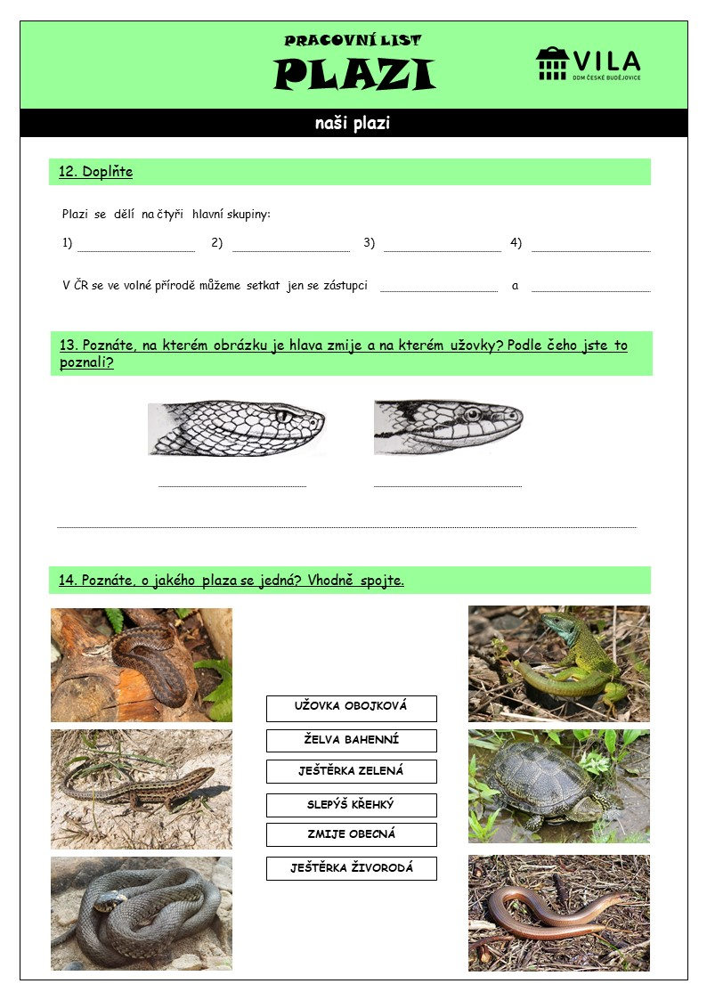 PRACOVNÍ LIST
PLAZI
VILA
DDM ČESKÉ BUDĚJOVICE
naši plazi
12. Doplňte
Plazi se dělí na čtyři hlavní skupiny:
1) 2) 3) 4)
V ČR se ve volné přírodě můžeme setkat jen se zástupci a
13. Poznáte, na kterém obrázku je hlava zmije a na kterém užovky? Podle čeho jste to
poznali?
14. Poznáte, o jakého plaza se jedná? Vhodně spojte.
UŽOVKA OBOJKOVÁ
ŽELVA BAHENNÍ
JEŠTĚRKA ZELENÁ
SLEPÝŠ KŘEHKÝ
ZMIJE OBECNÁ
JEŠTĚRKA ŽIVORODÁ